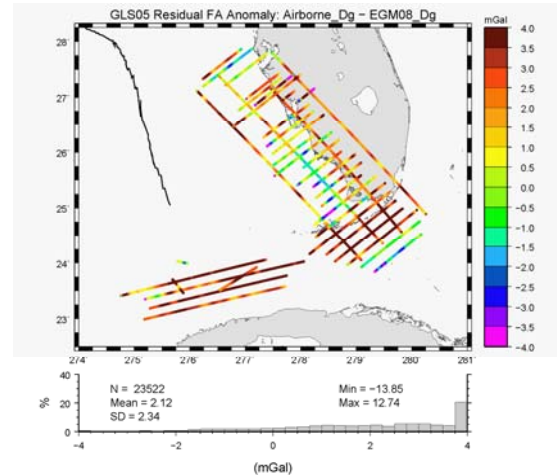 GLS05 Residual FA Anomaly: Airborne_Dg − EGM08_Dg
mGal
28˚
27˚
26˚
25˚
24˚
23˚
274˚ 275˚ 276˚ 277˚ 278˚ 279˚ 280˚ 281˚
4.0
3.5
3.0
2.5
2.0
1.5
1.0
0.5
0.0
−0.5
−1.0
−1.5
−2.0
−2.5
−3.0
−3.5
−4.0
%
40
20
0
N = 23522
Mean = 2.12
SD = 2.34
Min = −13.85
Max = 12.74
−4 −2 0 2 4
(mGal)